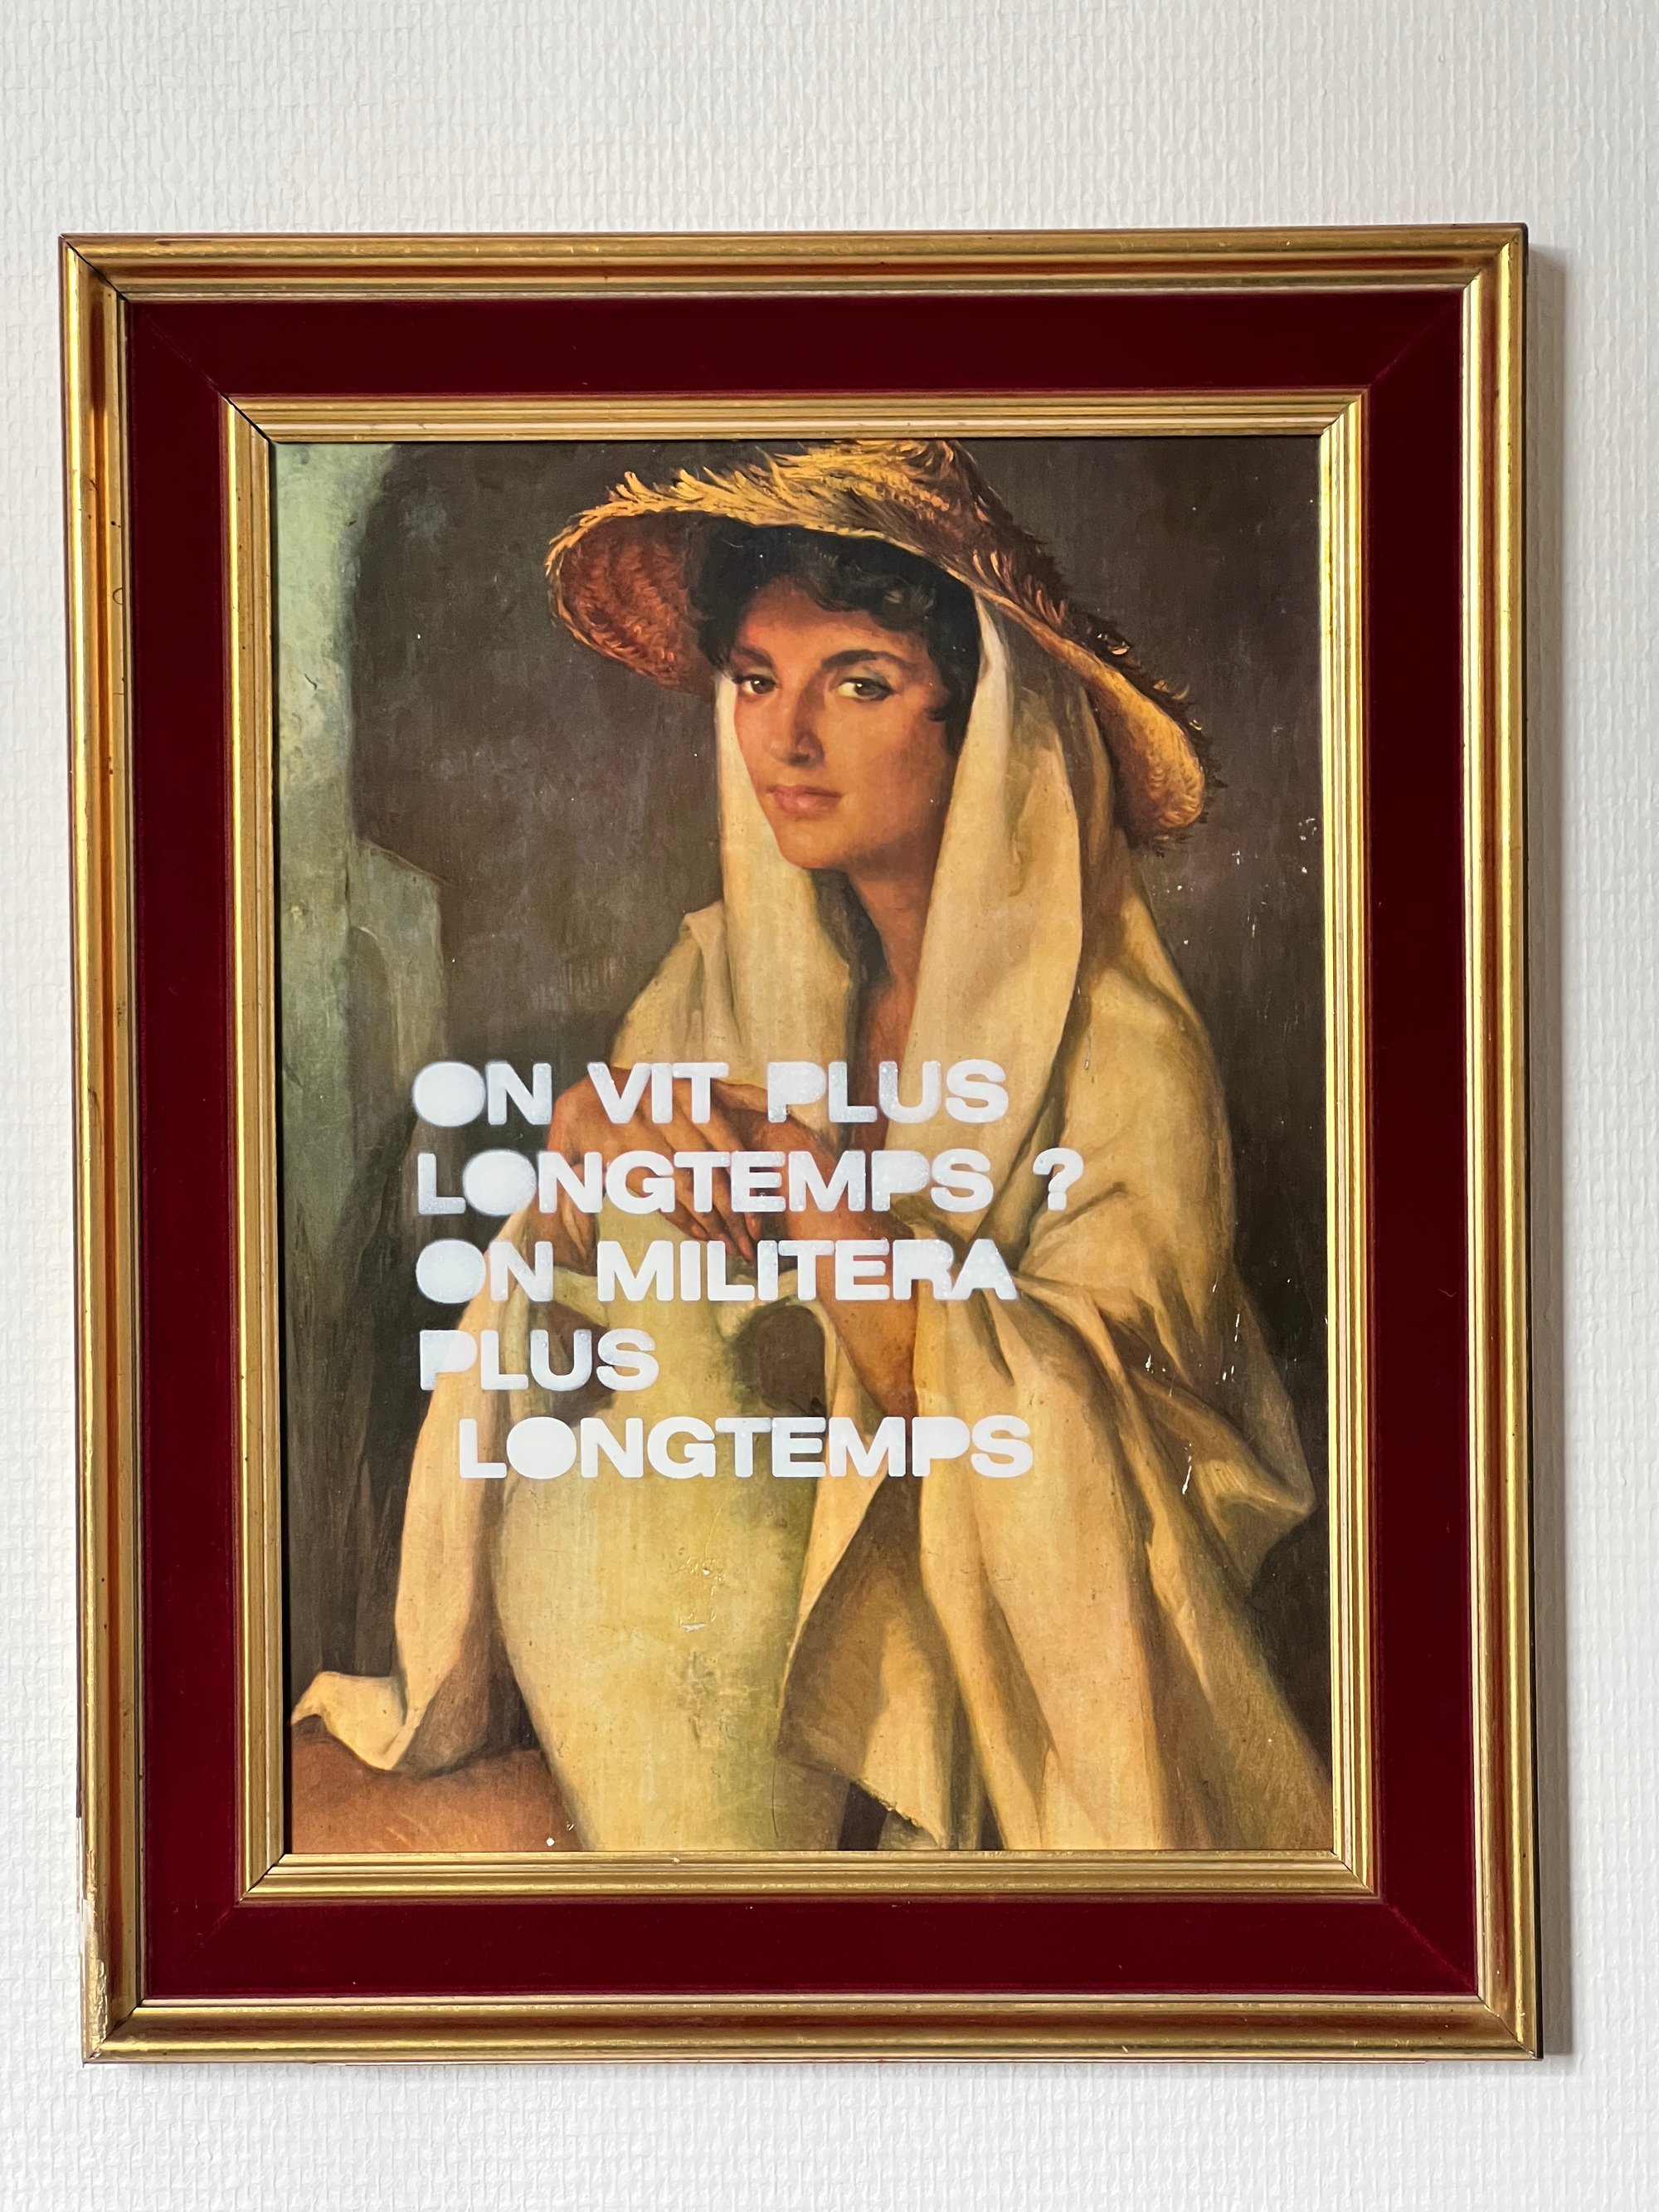 ON VIT PLUS
LONGTEMPS ?
ON MILITERA
PLUS
LONGTEMPS